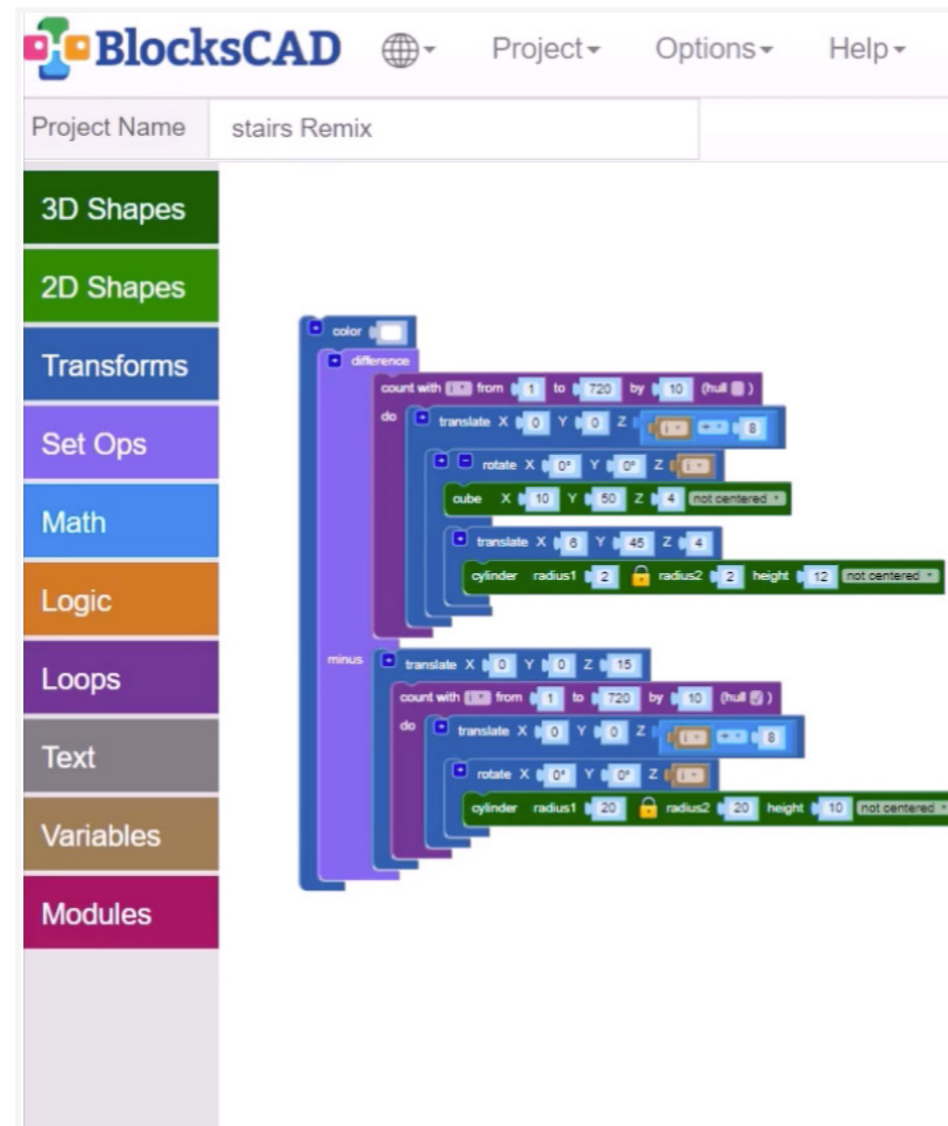 BlocksCAD Project Options Help
Project Name stairs Remix
3D Shapes
2D Shapes
Transforms
Set Ops
Math
Logic
Loops
Text
Variables
Modules
color
difference
count with i from 1 to 720 by 10 (hull )
do translate X 0 Y 0 Z i ÷ 8
rotate X 0° Y 0° Z i
cube X 10 Y 50 Z 4 not centered
translate X 6 Y 45 Z 4
cylinder radius1 2 radius2 2 height 12 not centered
minus translate X 0 Y 0 Z 15
count with i from 1 to 720 by 10 (hull )
do translate X 0 Y 0 Z i ÷ 8
rotate X 0° Y 0° Z i
cylinder radius1 20 radius2 20 height 10 not centered